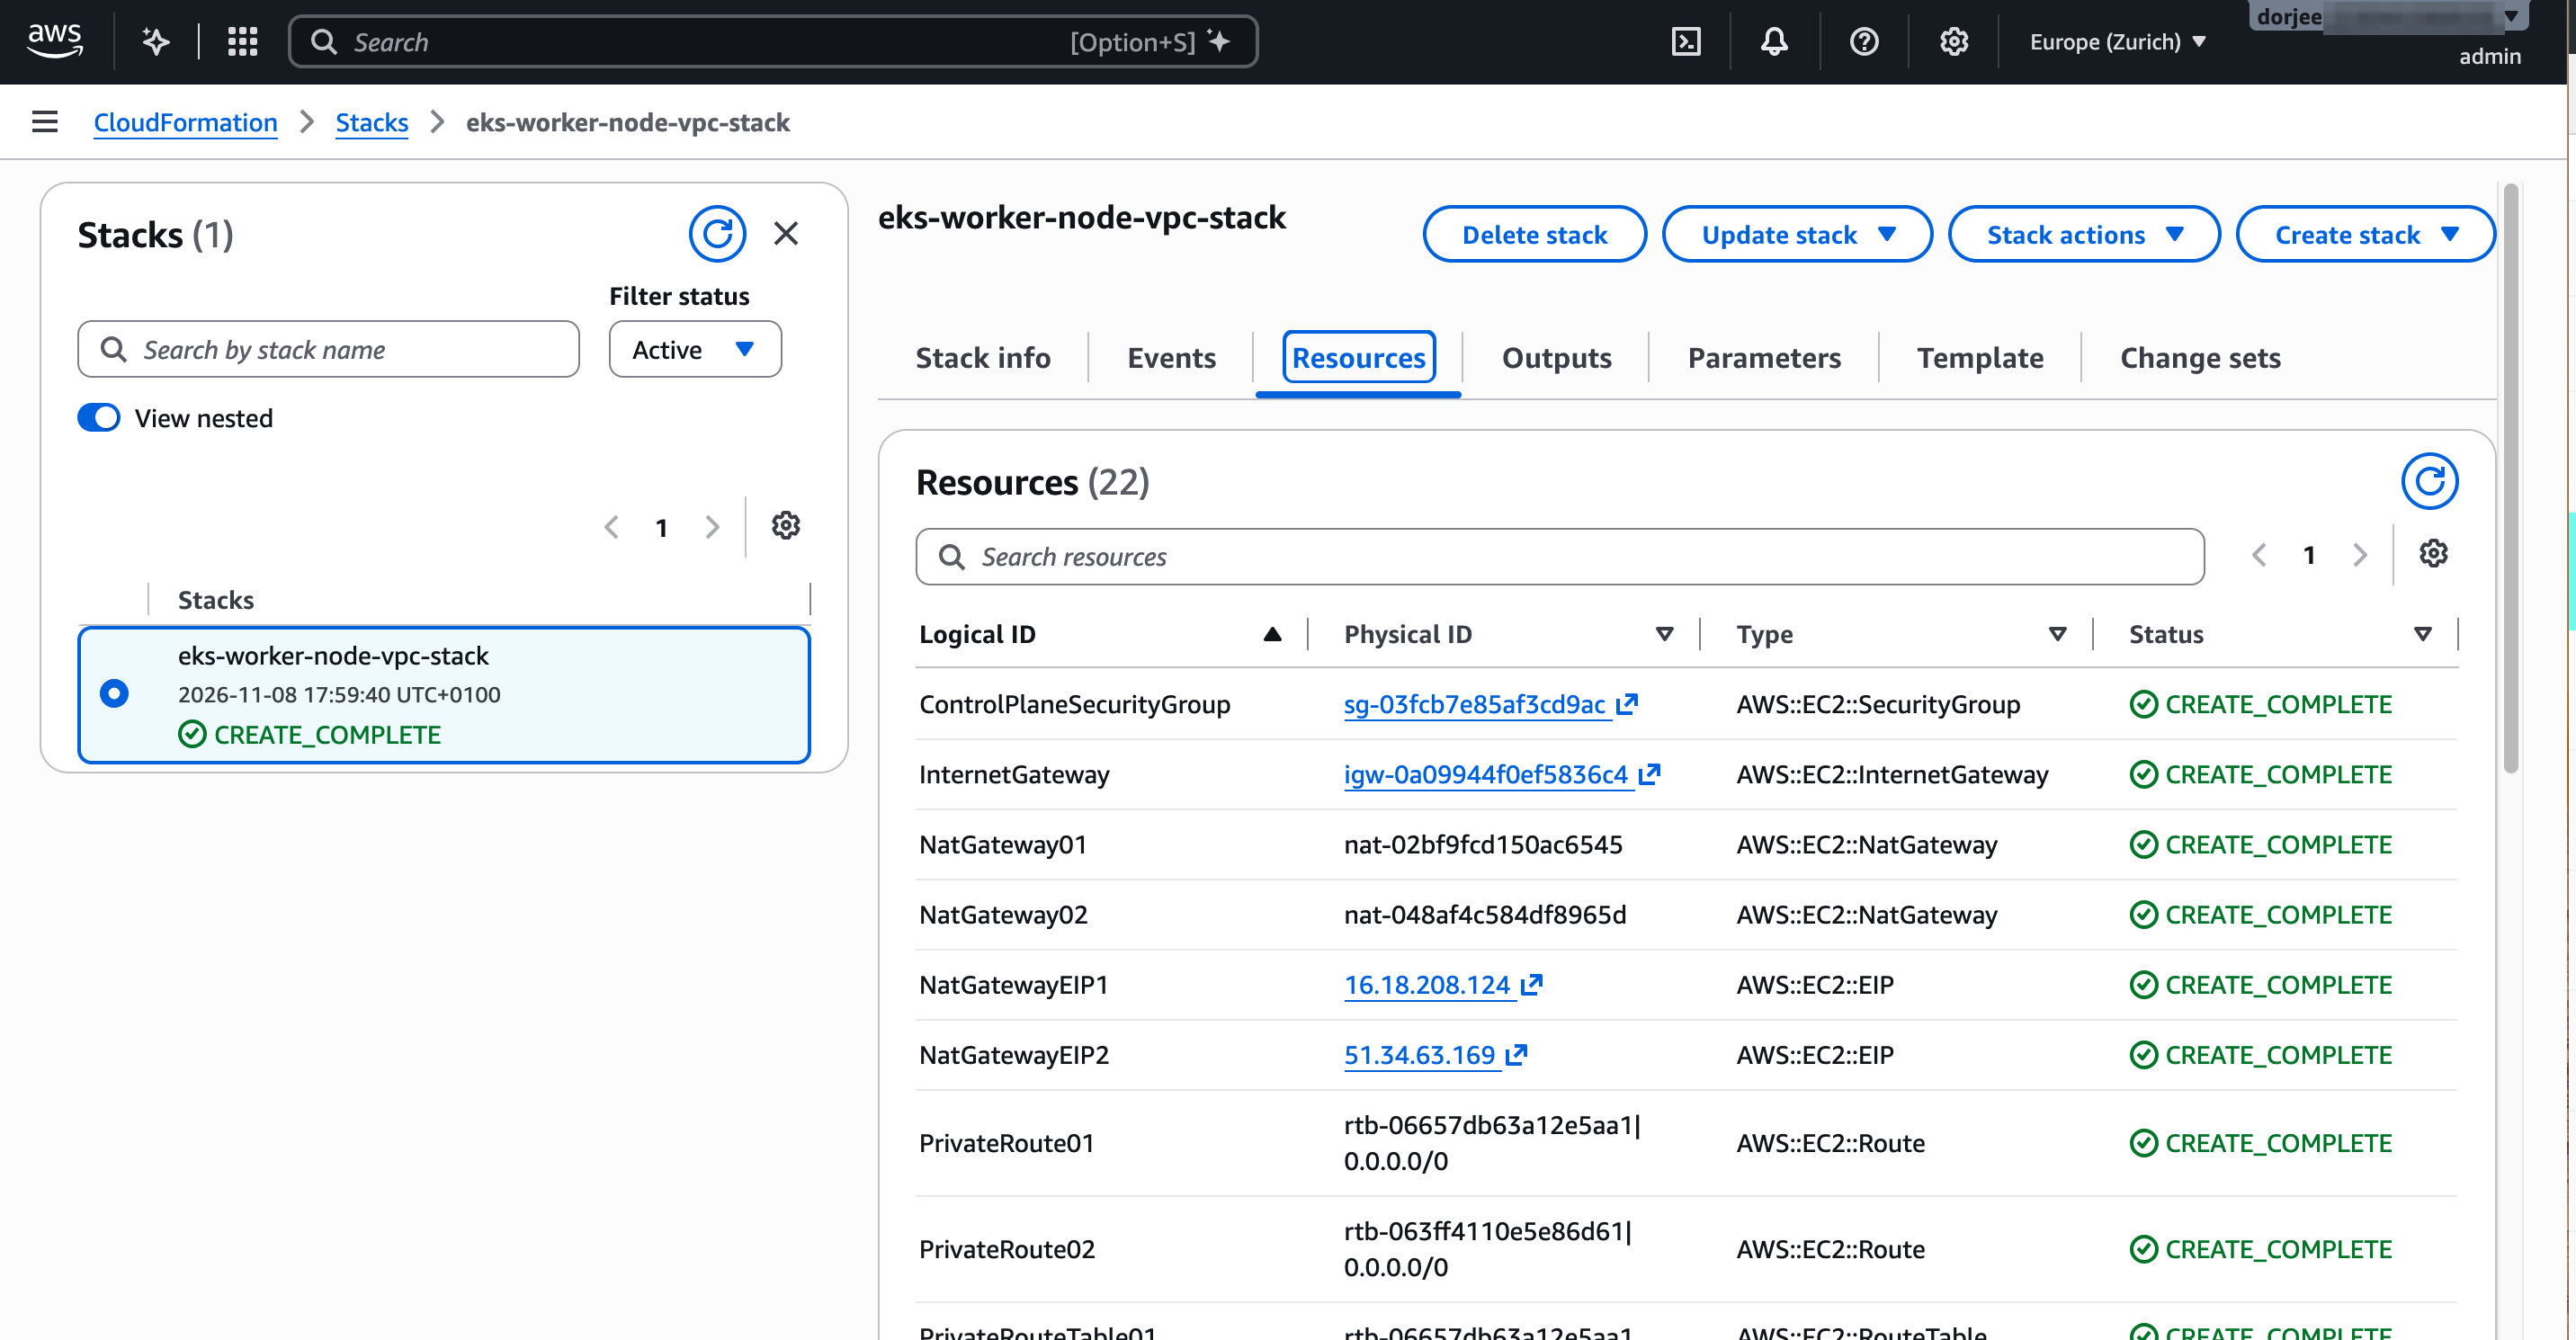 aws
Search
[Option+S]
Europe (Zurich)
dorjee
admin
CloudFormation
Stacks
eks-worker-node-vpc-stack
Stacks (1)
Filter status
Search by stack name
Active
View nested
1
Stacks
eks-worker-node-vpc-stack
2026-11-08 17:59:40 UTC+0100
CREATE_COMPLETE
eks-worker-node-vpc-stack
Delete stack
Update stack
Stack actions
Create stack
Stack info
Events
Resources
Outputs
Parameters
Template
Change sets
Resources (22)
Search resources
1
Logical ID
Physical ID
Type
Status
ControlPlaneSecurityGroup
sg-03fcb7e85af3cd9ac
AWS::EC2::SecurityGroup
CREATE_COMPLETE
InternetGateway
igw-0a09944f0ef5836c4
AWS::EC2::InternetGateway
CREATE_COMPLETE
NatGateway01
nat-02bf9fcd150ac6545
AWS::EC2::NatGateway
CREATE_COMPLETE
NatGateway02
nat-048af4c584df8965d
AWS::EC2::NatGateway
CREATE_COMPLETE
NatGatewayEIP1
16.18.208.124
AWS::EC2::EIP
CREATE_COMPLETE
NatGatewayEIP2
51.34.63.169
AWS::EC2::EIP
CREATE_COMPLETE
PrivateRoute01
rtb-06657db63a12e5aa1|
0.0.0.0/0
AWS::EC2::Route
CREATE_COMPLETE
PrivateRoute02
rtb-063ff4110e5e86d61|
0.0.0.0/0
AWS::EC2::Route
CREATE_COMPLETE
PrivateRouteTable01
rtb-06657db63a12e5aa1
AWS::EC2::RouteTable
CREATE_COMPLETE